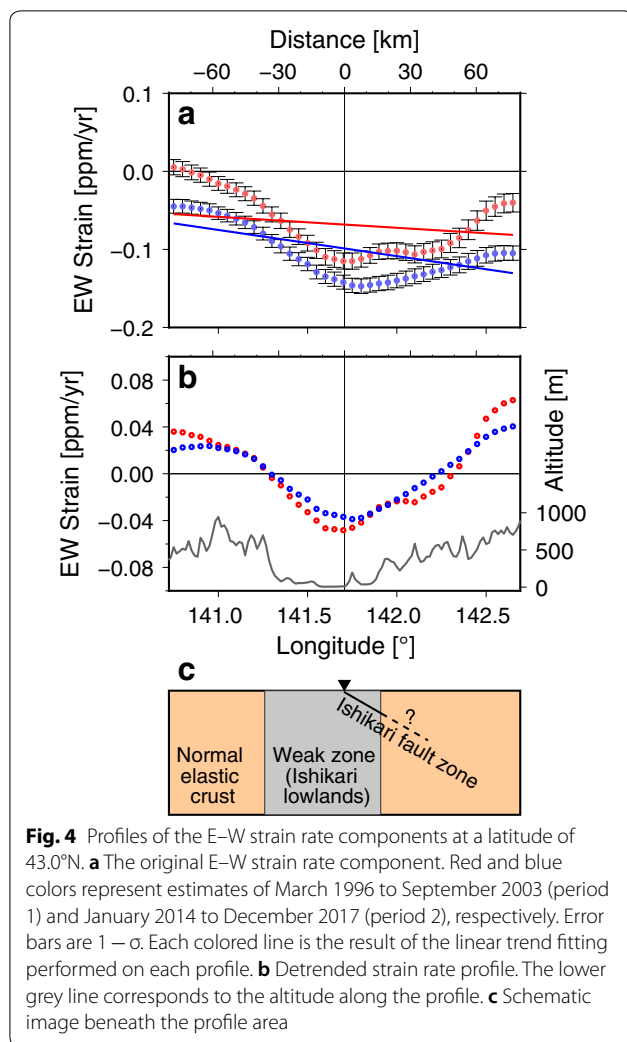 Distance [km]
−60 −30 0 30 60
a
EW Strain [ppm/yr]
0.1
0.0
−0.1
−0.2
b
EW Strain [ppm/yr]
0.08
0.04
0.00
−0.04
−0.08
Altitude [m]
1000
500
0
141.0 141.5 142.0 142.5
Longitude [°]
c
Normal
elastic
crust
Weak zone
(Ishikari
lowlands)
?
Ishikari fault zone
Fig. 4 Profiles of the E–W strain rate components at a latitude of
43.0°N. a The original E–W strain rate component. Red and blue
colors represent estimates of March 1996 to September 2003 (period
1) and January 2014 to December 2017 (period 2), respectively. Error
bars are 1 − σ. Each colored line is the result of the linear trend fitting
performed on each profile. b Detrended strain rate profile. The lower
grey line corresponds to the altitude along the profile. c Schematic
image beneath the profile area